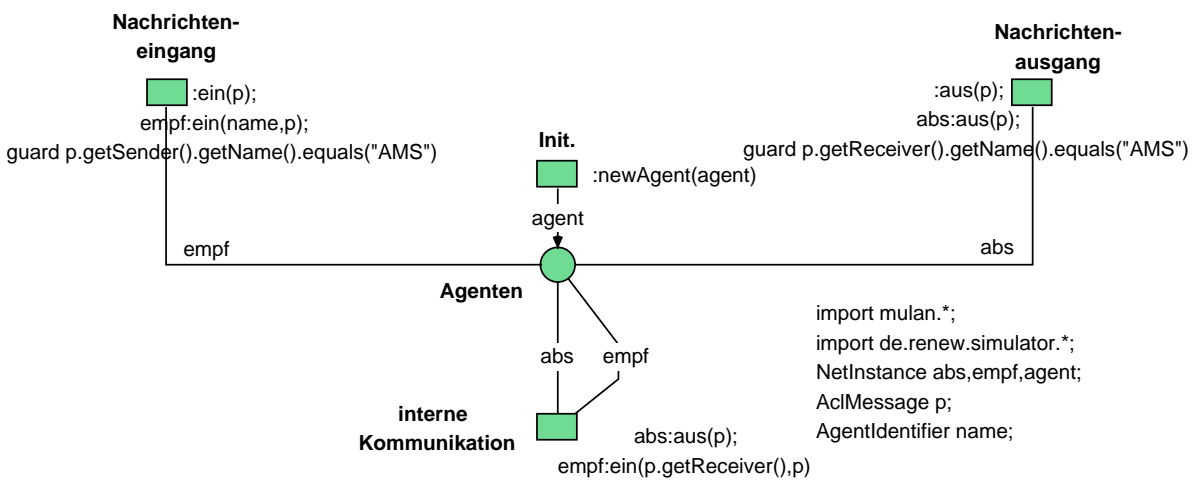 Nachrichten-
eingang
:ein(p);
empf:ein(name,p);
guard p.getSender().getName().equals("AMS")
Nachrichten-
ausgang
:aus(p);
abs:aus(p);
guard p.getReceiver().getName().equals("AMS")
Init.
:newAgent(agent)
agent
empf
abs
Agenten
abs
empf
interne
Kommunikation
abs:aus(p);
empf:ein(p.getReceiver(),p)
import mulan.*;
import de.renew.simulator.*;
NetInstance abs,empf,agent;
AclMessage p;
AgentIdentifier name;